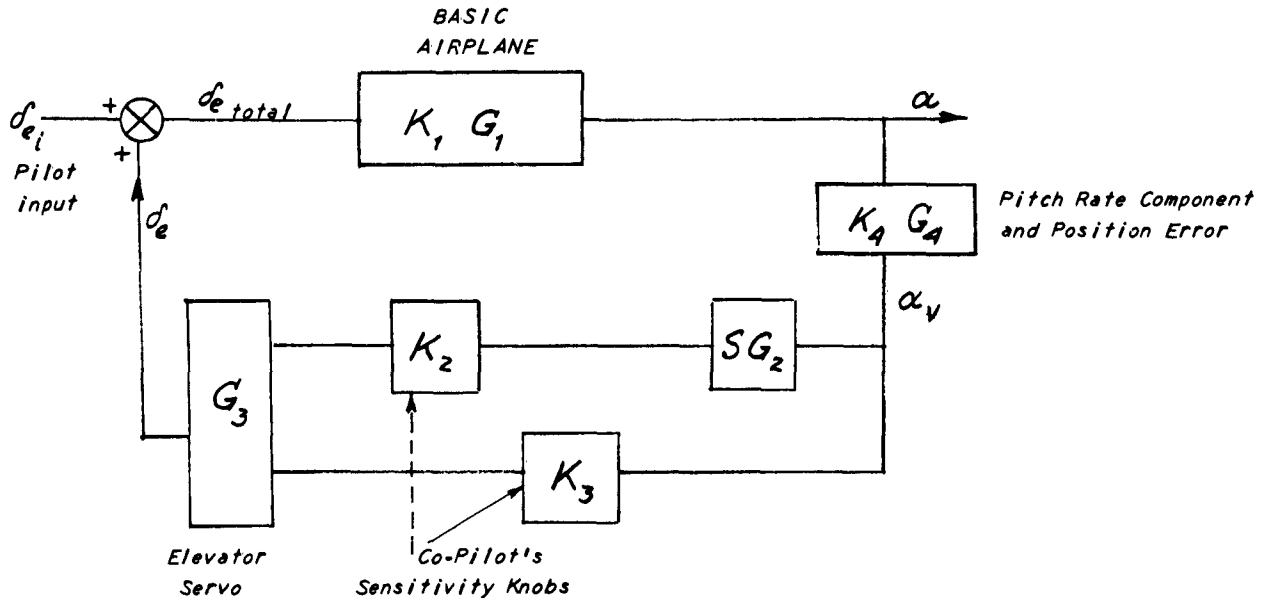 BASIC
AIRPLANE
δei
+
δe total
K1 G1
α
Pilot
input
+
δe
K4 G4
Pitch Rate Component
and Position Error
αv
G3
K2
SG2
K3
Elevator
Servo
Co-Pilot's
Sensitivity Knobs